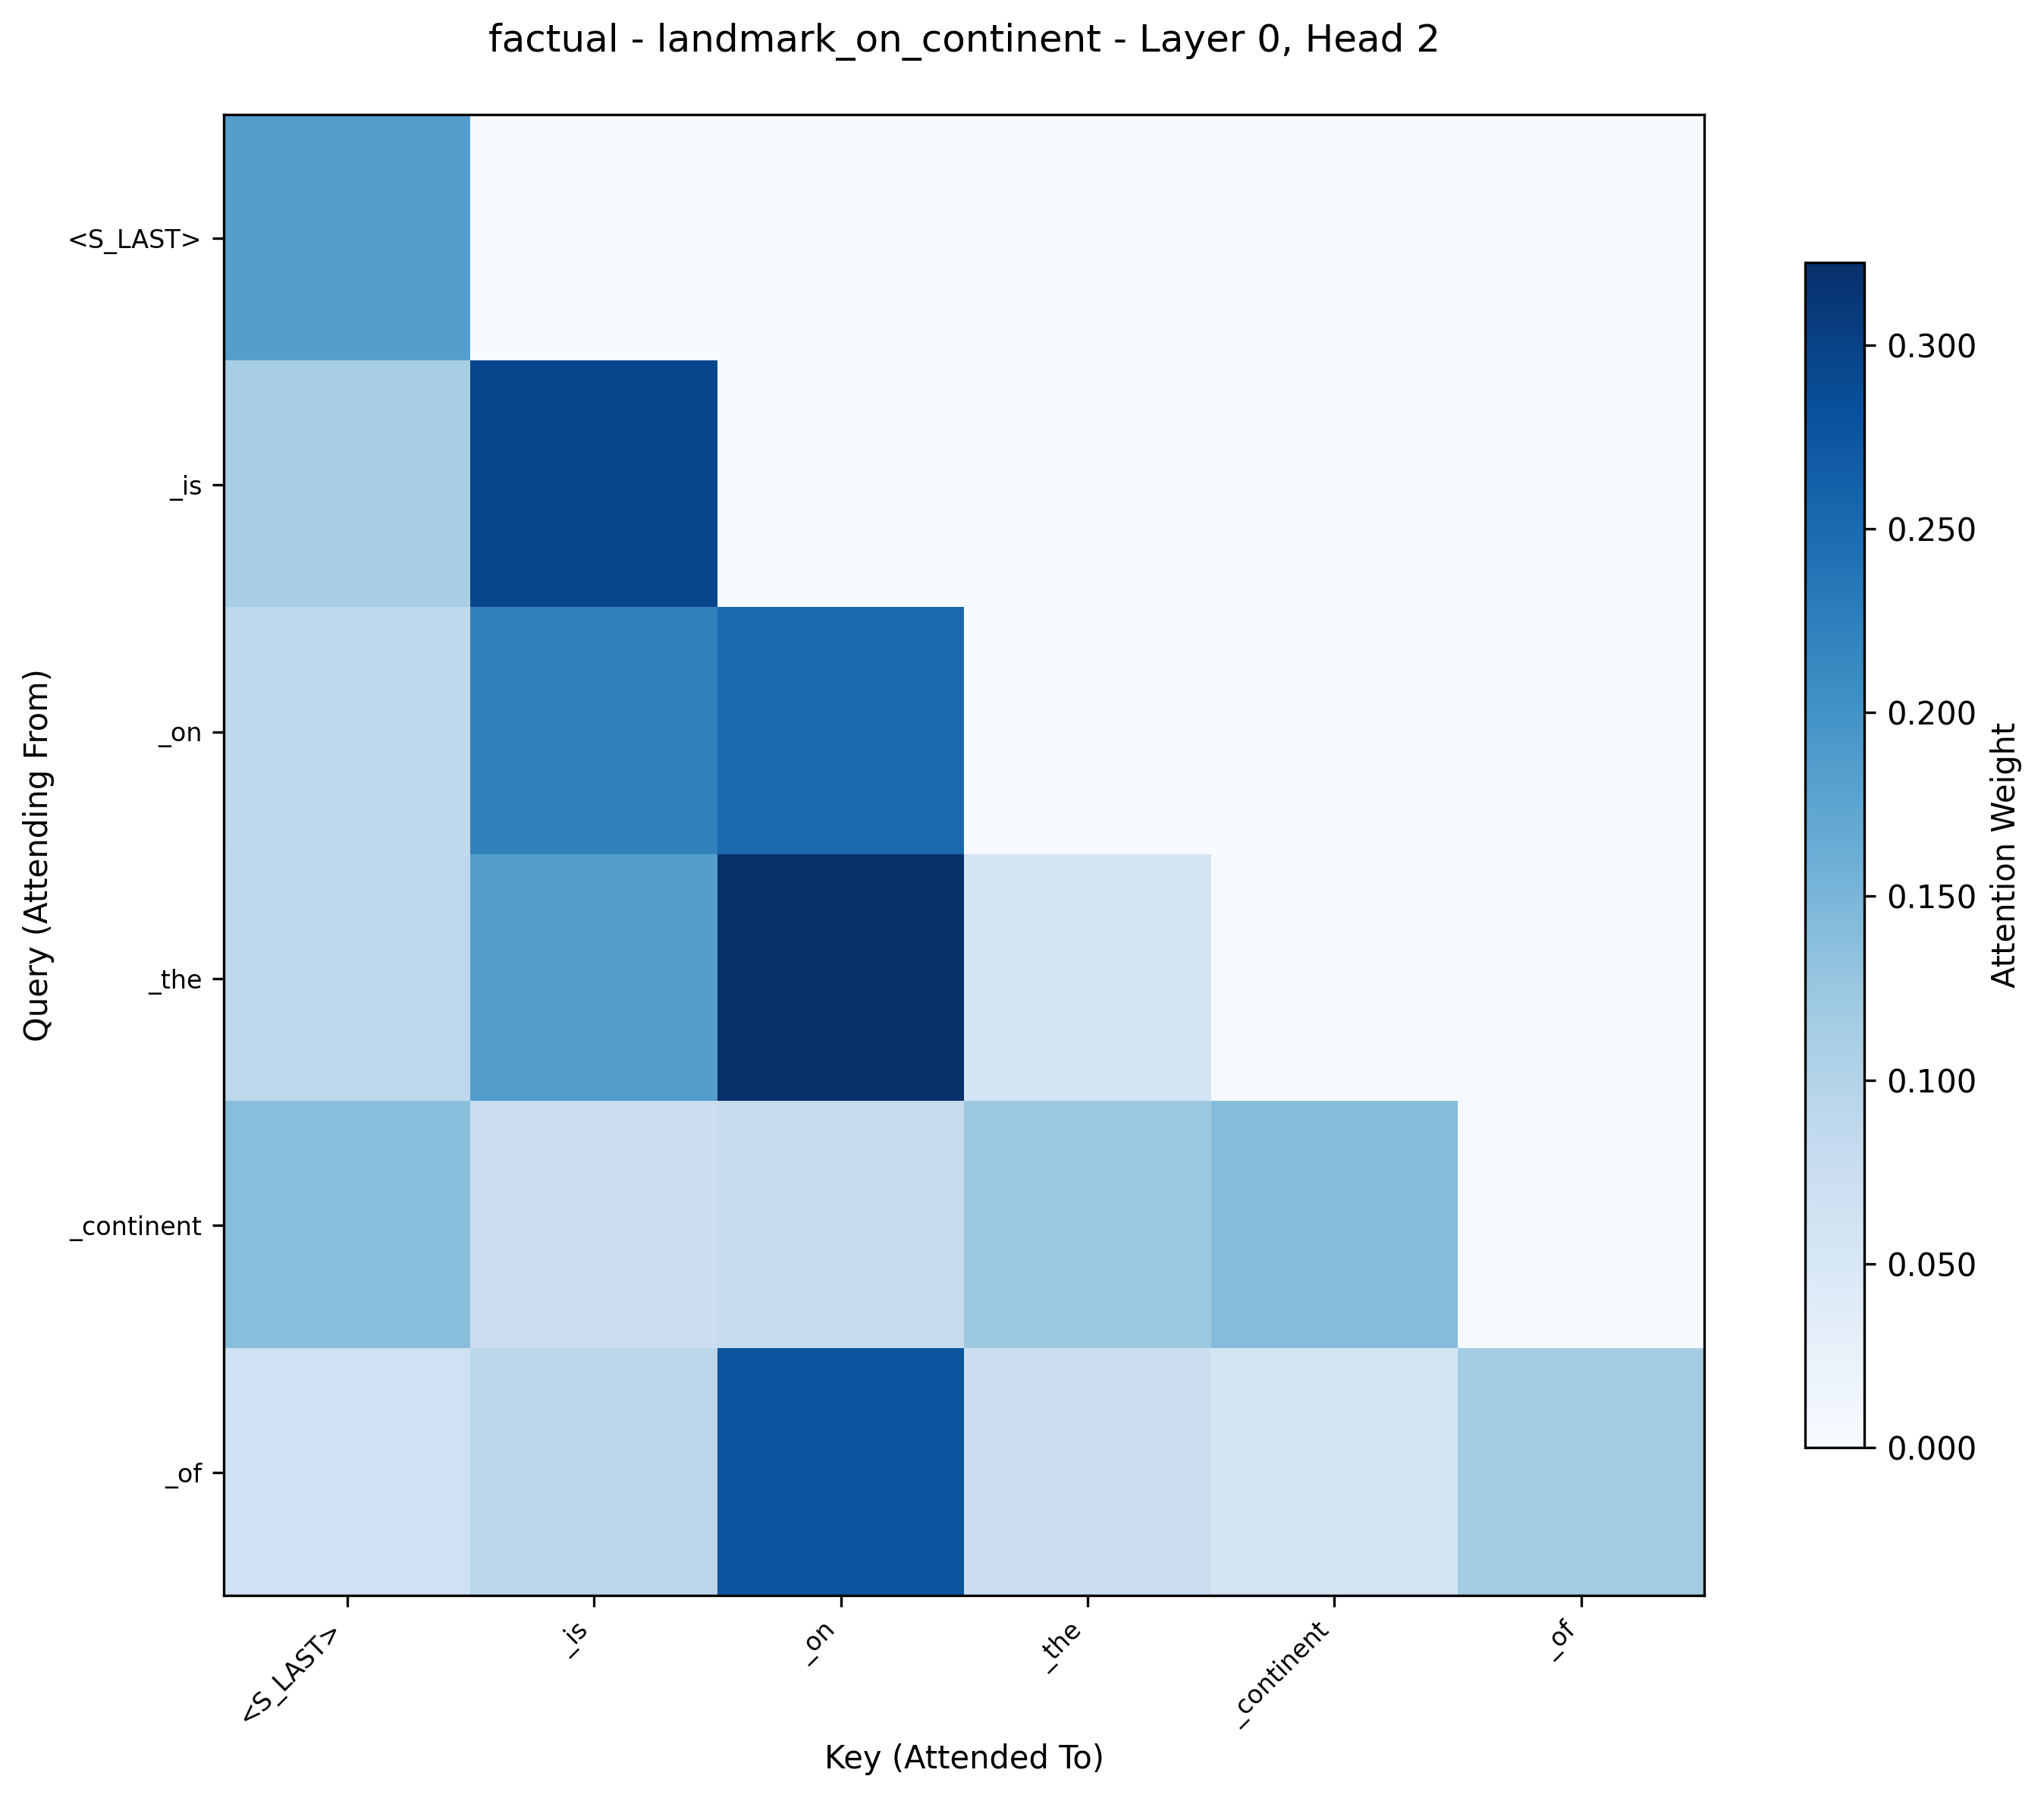 factual - landmark_on_continent - Layer 0, Head 2
Query (Attending From)
<S_LAST>
_is
_on
_the
_continent
_of
<S_LAST>
_is
_on
_the
_continent
_of
Key (Attended To)
0.300
0.250
0.200
0.150
0.100
0.050
0.000
Attention Weight